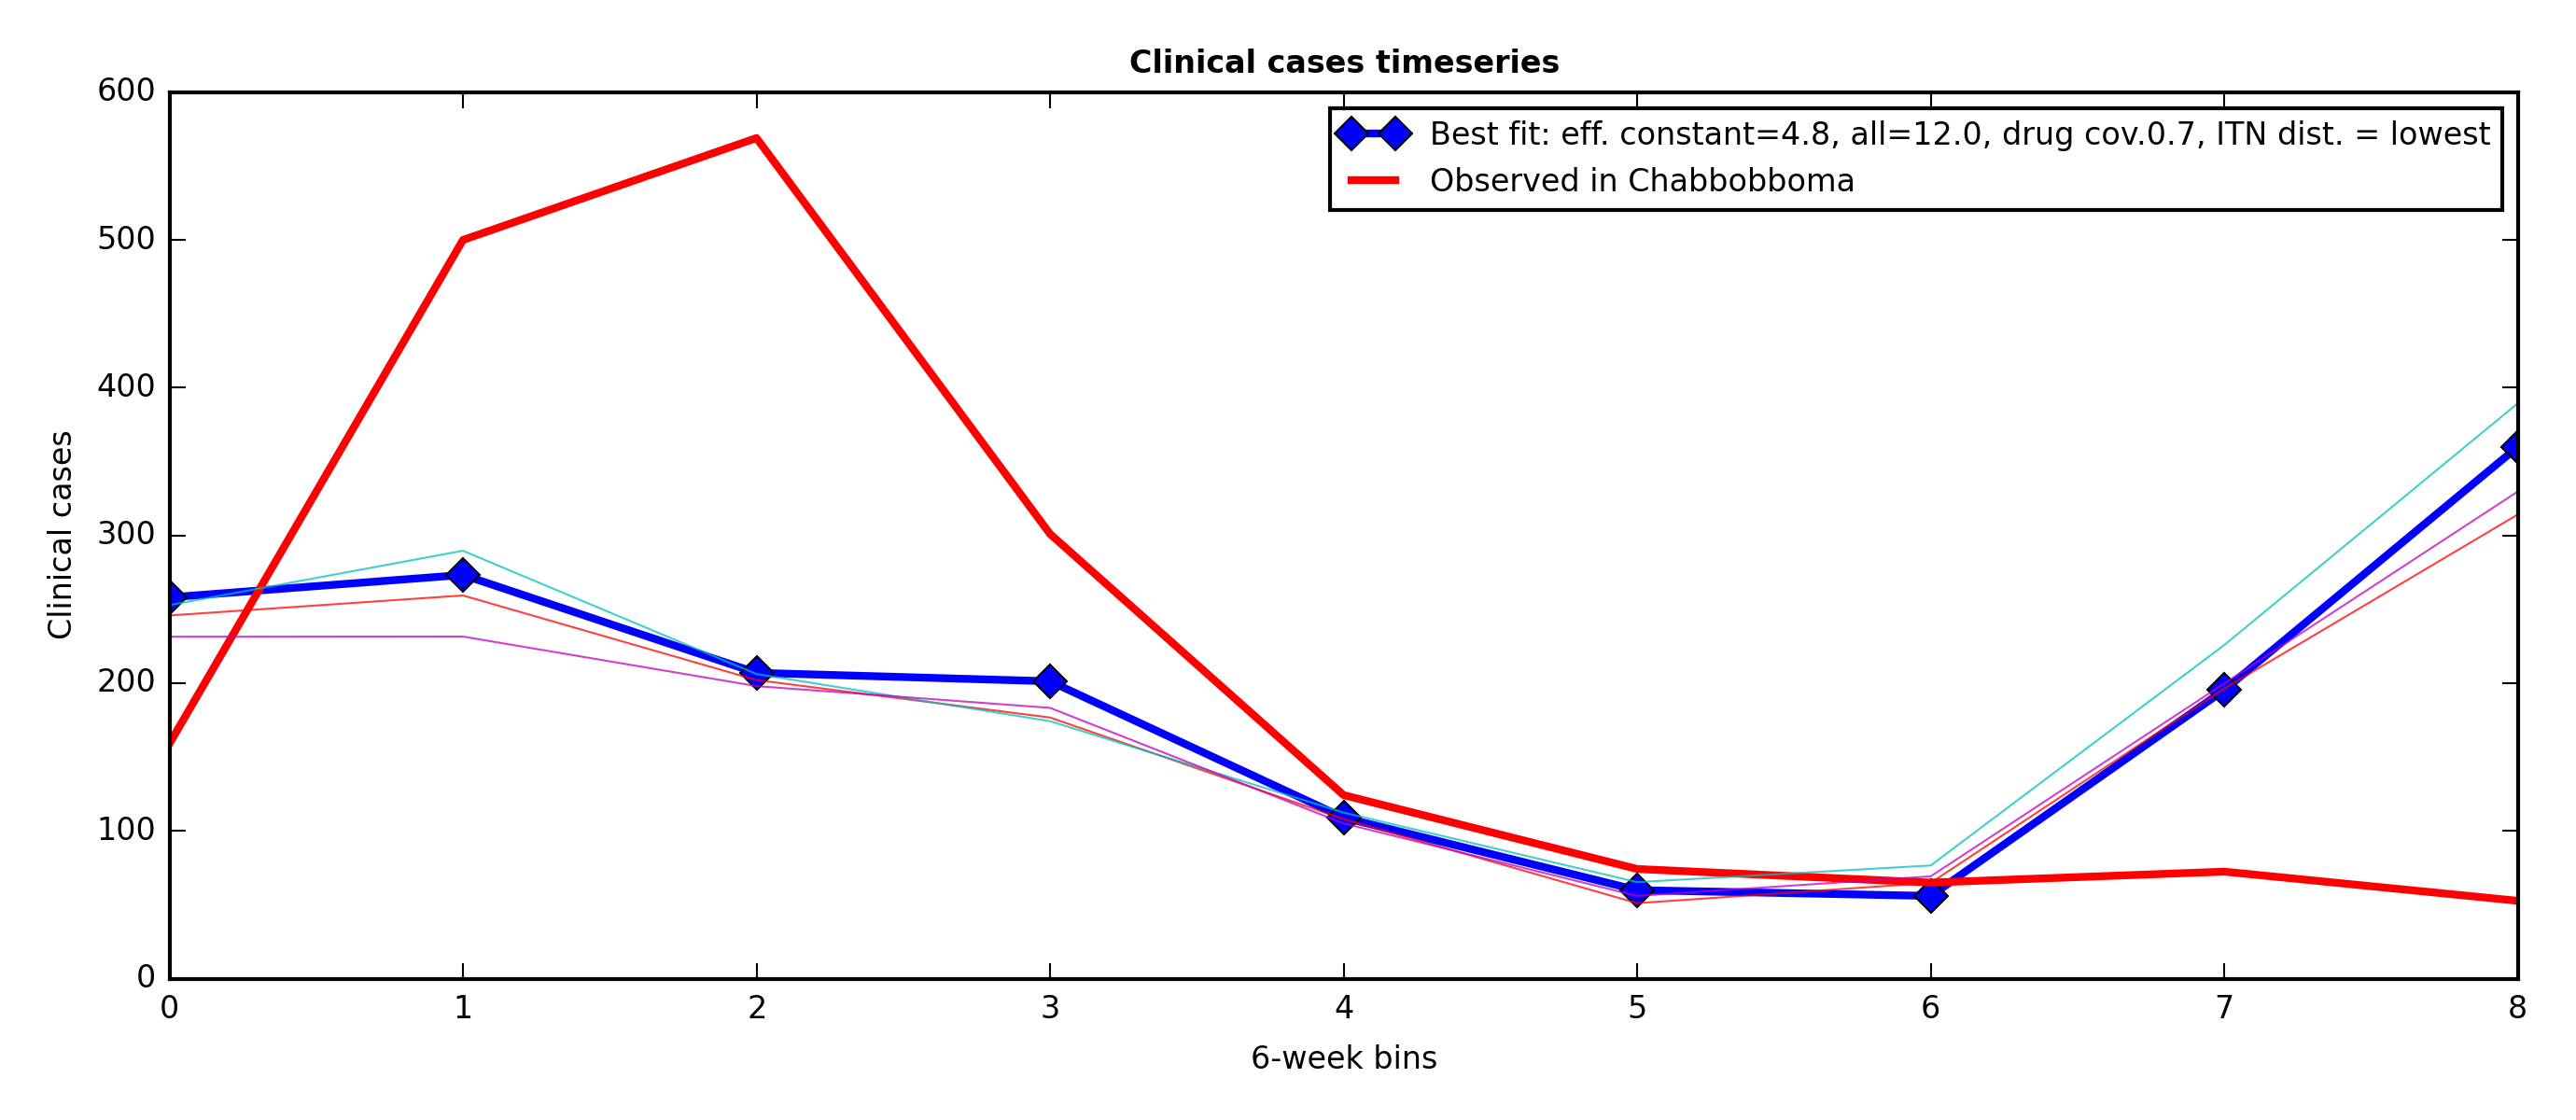 Clinical cases timeseries
600
500
400
300
200
100
0
Clinical cases
Best fit: eff. constant=4.8, all=12.0, drug cov.0.7, ITN dist. = lowest
Observed in Chabbobboma
0 1 2 3 4 5 6 7 8
6-week bins